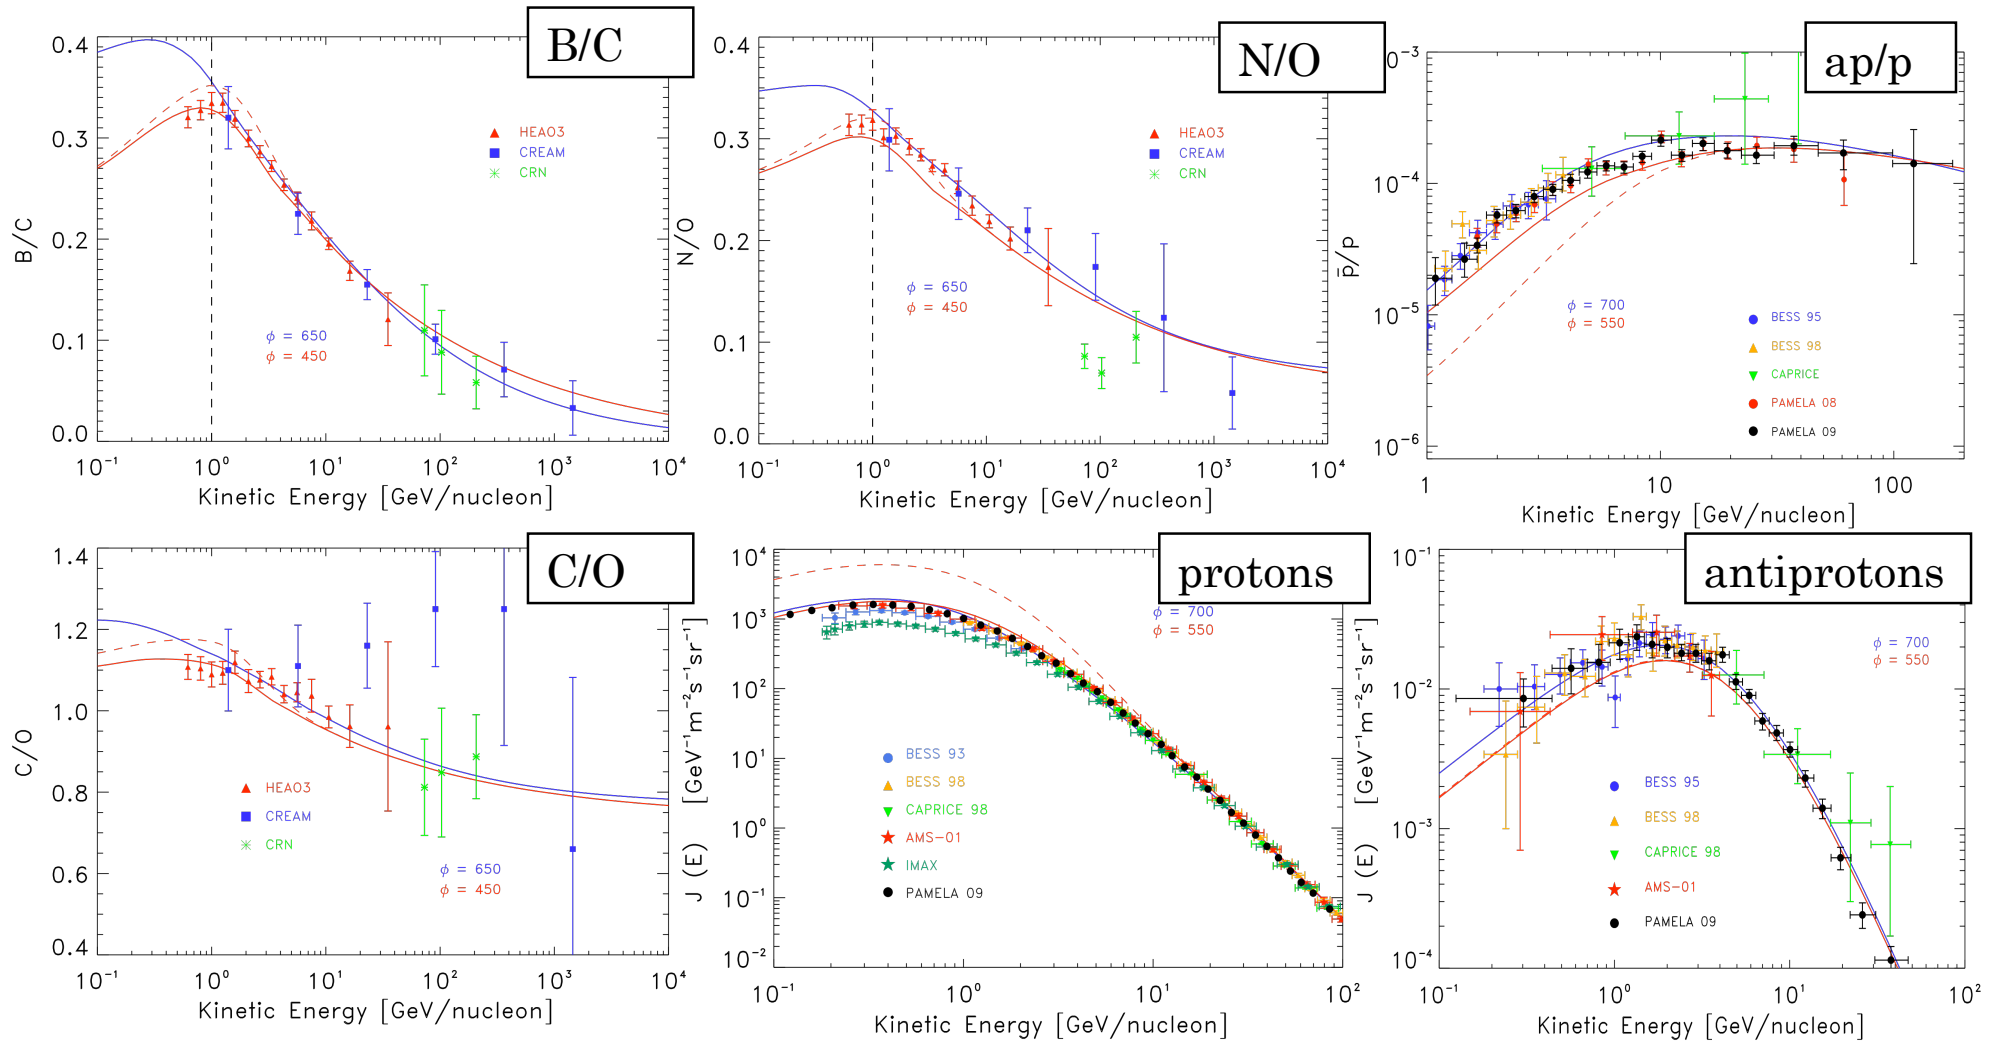 B/C
0.4
0.3
0.2
0.1
0.0
B/C
HEAO3
CREAM
CRN
ϕ = 650
ϕ = 450
10⁻¹ 10⁰ 10¹ 10² 10³ 10⁴
Kinetic Energy [GeV/nucleon]
N/O
0.4
0.3
0.2
0.1
0.0
N/O
HEAO3
CREAM
CRN
ϕ = 650
ϕ = 450
10⁻¹ 10⁰ 10¹ 10² 10³ 10⁴
Kinetic Energy [GeV/nucleon]
ap/p
0⁻³
10⁻⁴
10⁻⁵
10⁻⁶
p̄/p
ϕ = 700
ϕ = 550
BESS 95
BESS 98
CAPRICE
PAMELA 08
PAMELA 09
1 10 100
Kinetic Energy [GeV/nucleon]
C/O
1.4
1.2
1.0
0.8
0.6
0.4
C/O
HEAO3
CREAM
CRN
ϕ = 650
ϕ = 450
10⁻¹ 10⁰ 10¹ 10² 10³ 10⁴
Kinetic Energy [GeV/nucleon]
protons
10⁴
10³
10²
10¹
10⁰
10⁻¹
10⁻²
J (E) [GeV⁻¹m⁻²s⁻¹sr⁻¹]
ϕ = 700
ϕ = 550
BESS 93
BESS 98
CAPRICE 98
AMS-01
IMAX
PAMELA 09
10⁻¹ 10⁰ 10¹ 10²
Kinetic Energy [GeV/nucleon]
antiprotons
10⁻¹
10⁻²
10⁻³
10⁻⁴
J (E) [GeV⁻¹m⁻²s⁻¹sr⁻¹]
ϕ = 700
ϕ = 550
BESS 95
BESS 98
CAPRICE 98
AMS-01
PAMELA 09
10⁻¹ 10⁰ 10¹ 10²
Kinetic Energy [GeV/nucleon]